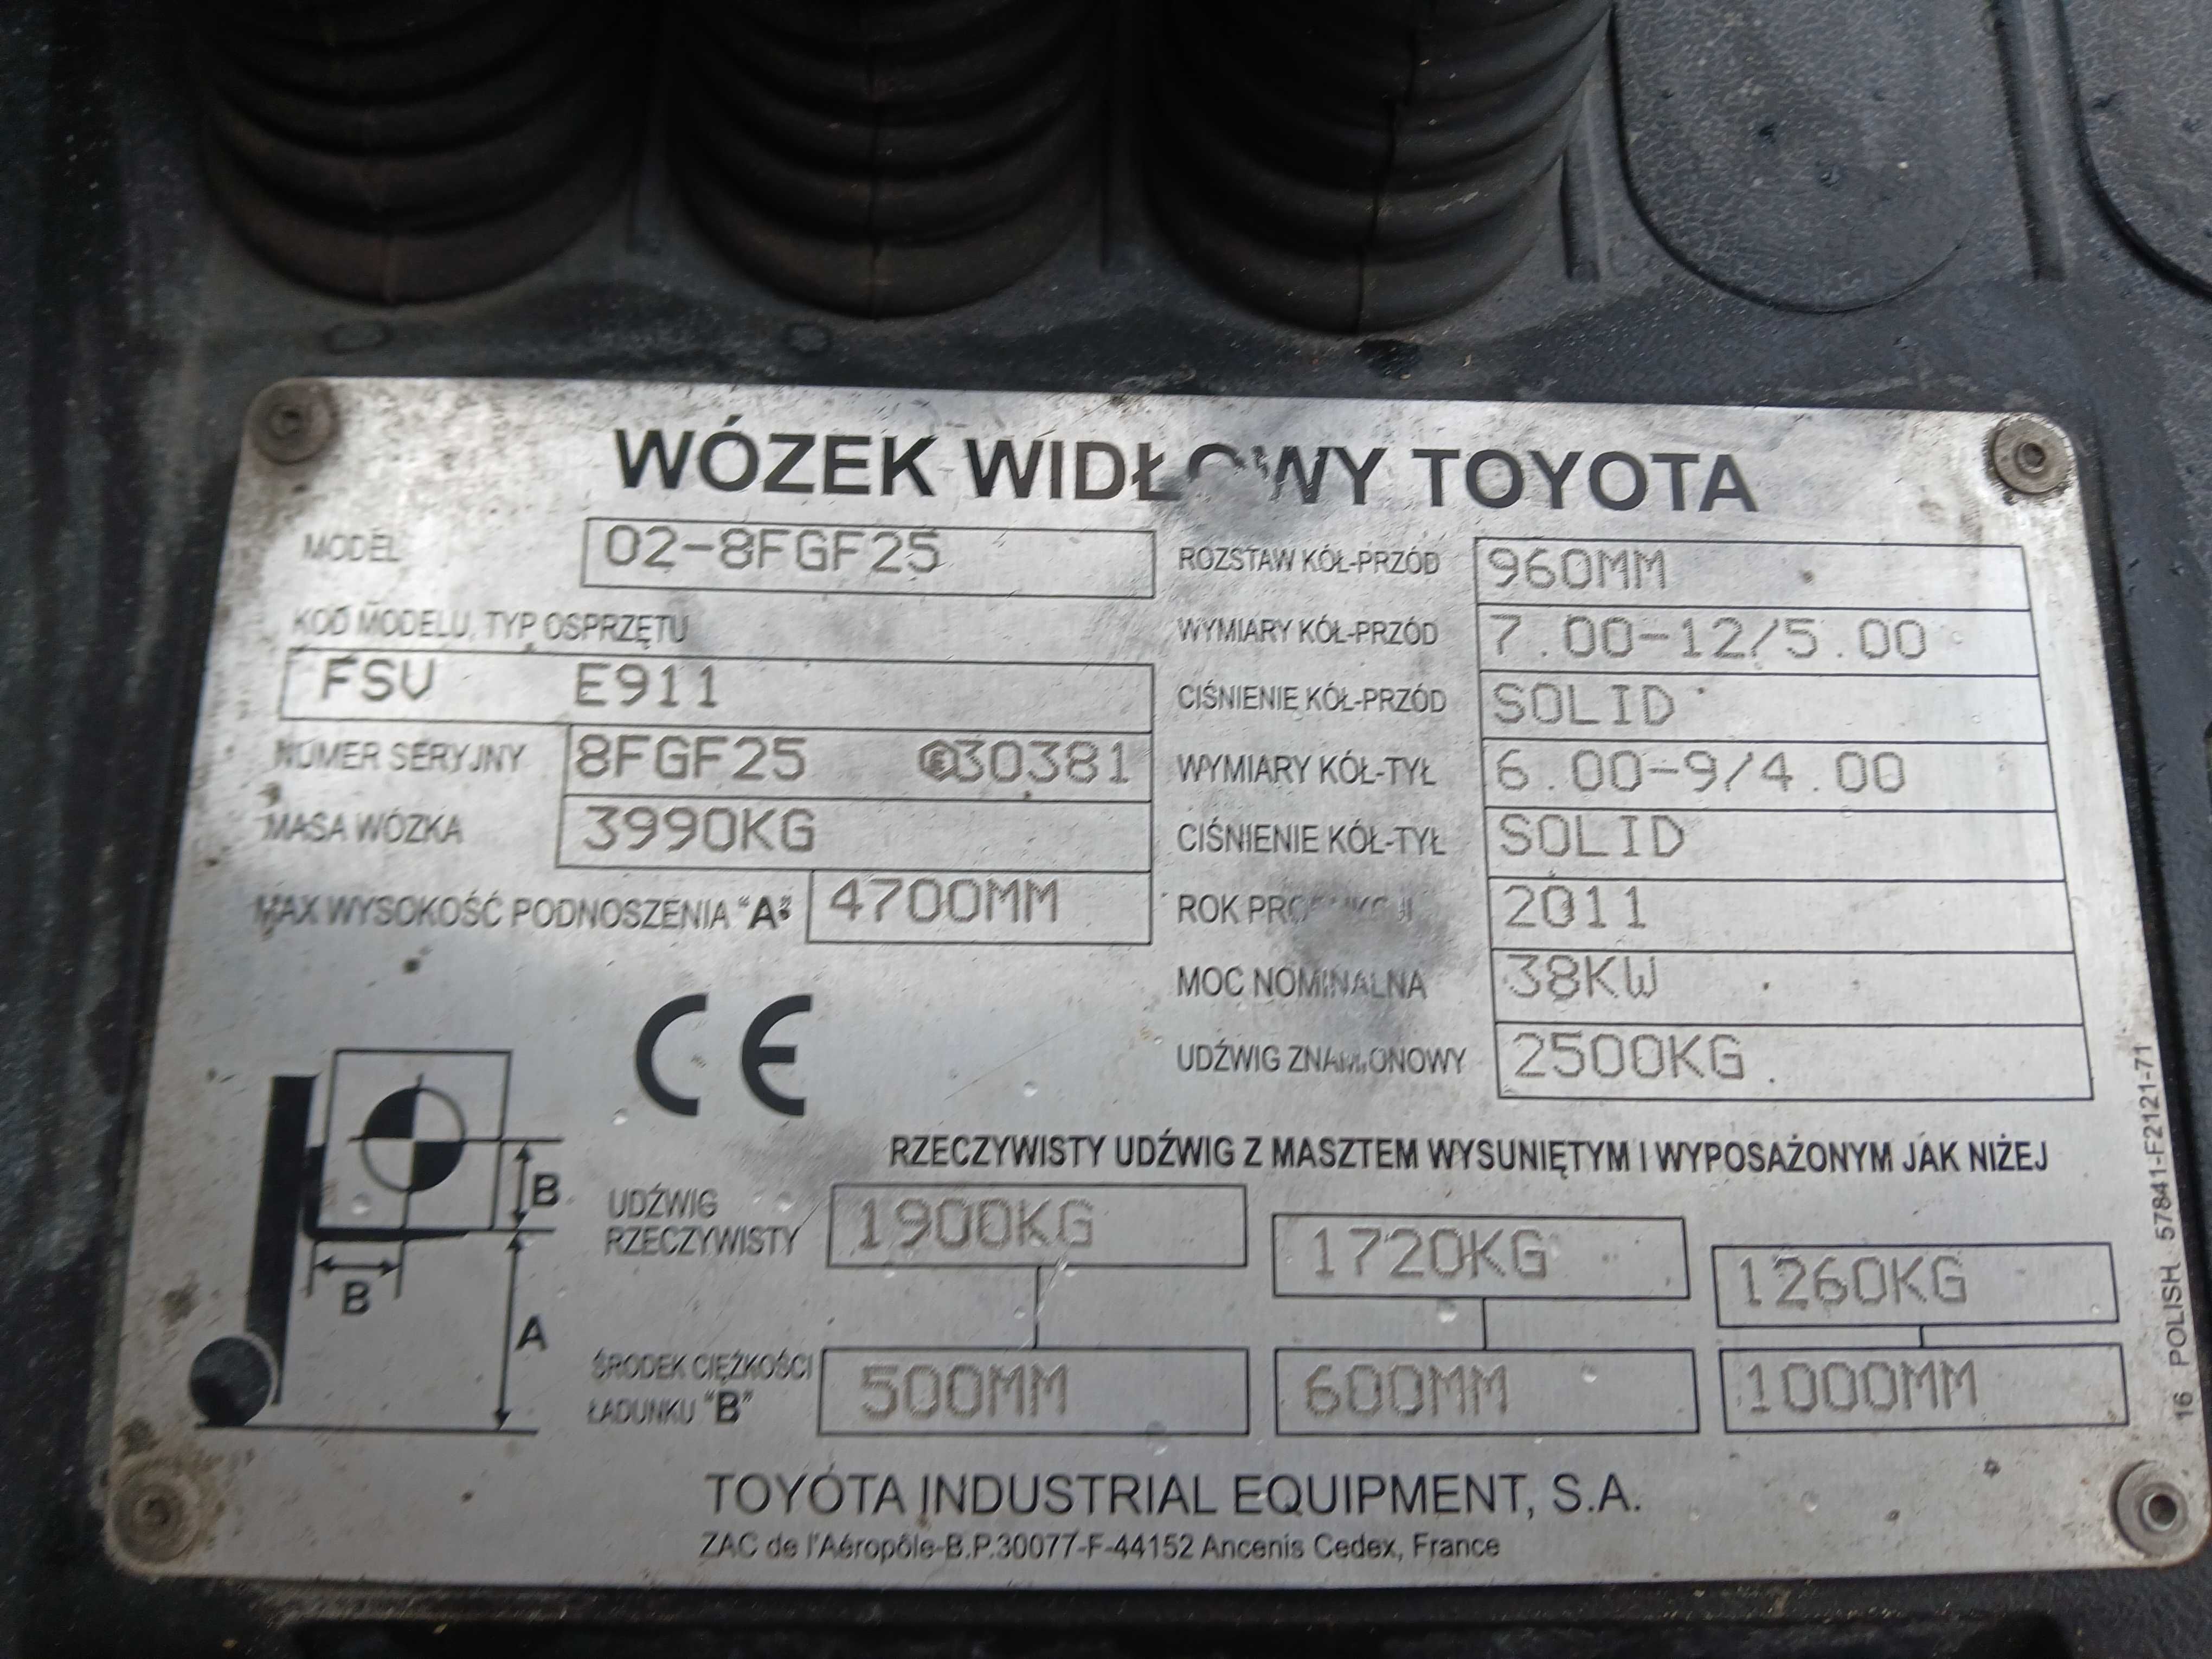 WÓZEK WIDŁOWY TOYOTA
MODEL 02-8FGF25
KOD MODELU, TYP OSPRZĘTU
FSV E911
NUMER SERYJNY 8FGF25 E30381
MASA WÓZKA 3990KG
MAX WYSOKOŚĆ PODNOSZENIA "A" 4700MM
ROZSTAW KÓŁ-PRZÓD 960MM
WYMIARY KÓŁ-PRZÓD 7.00-12/5.00
CIŚNIENIE KÓŁ-PRZÓD SOLID
WYMIARY KÓŁ-TYŁ 6.00-9/4.00
CIŚNIENIE KÓŁ-TYŁ SOLID
ROK PRODUKCJI 2011
MOC NOMINALNA 38KW
UDŹWIG ZNAMIONOWY 2500KG
CE
B
B
A
RZECZYWISTY UDŹWIG Z MASZTEM WYSUNIĘTYM I WYPOSAŻONYM JAK NIŻEJ
UDŹWIG
RZECZYWISTY 1900KG 1720KG 1260KG
ŚRODEK CIĘŻKOŚCI
ŁADUNKU "B" 500MM 600MM 1000MM
TOYOTA INDUSTRIAL EQUIPMENT, S.A.
ZAC de l'Aéropôle-B.P.30077-F-44152 Ancenis Cedex, France
16 POLISH 57841-F2121-71